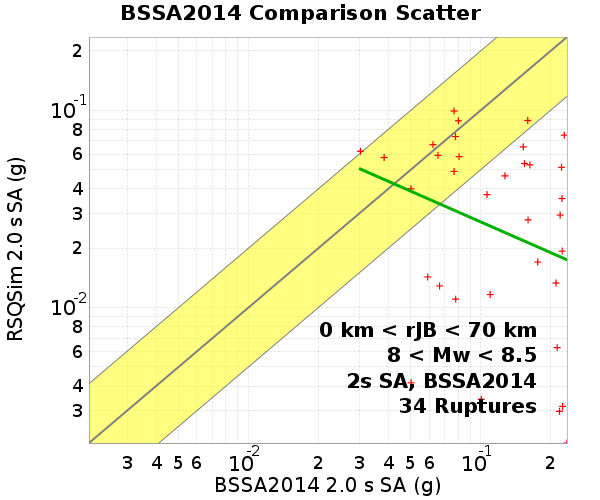 BSSA2014 Comparison Scatter
RSQSim 2.0 s SA (g)
2
10⁻¹
8
6
4
3
2
10⁻²
8
6
4
3
0 km < rJB < 70 km
8 < Mw < 8.5
2s SA, BSSA2014
34 Ruptures
3 4 5 6 10⁻² 2 3 4 5 6 10⁻¹ 2
BSSA2014 2.0 s SA (g)